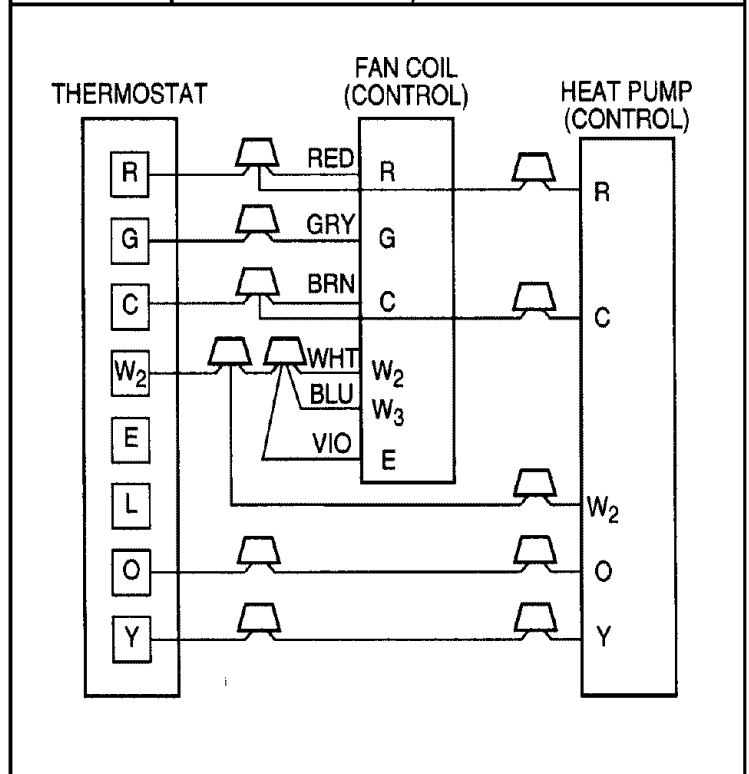 THERMOSTAT
FAN COIL
(CONTROL)
HEAT PUMP
(CONTROL)
R
RED
R
R
G
GRY
G
C
BRN
C
C
W2
WHT
W2
BLU
W3
E
VIO
E
L
W2
O
O
Y
Y